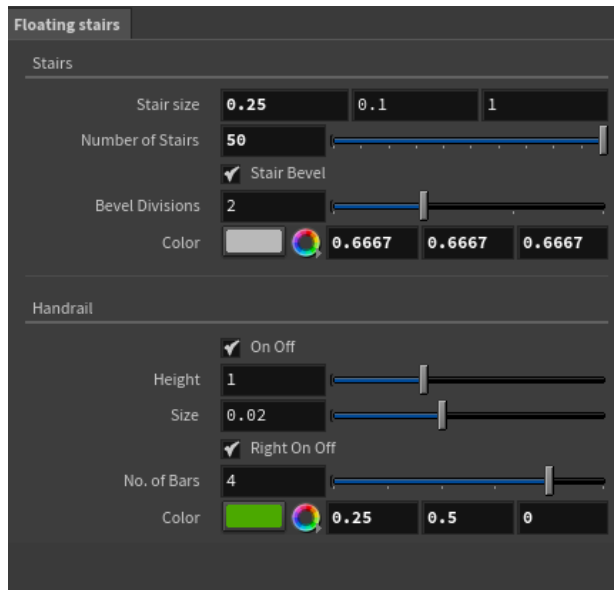 Floating stairs
Stairs
Stair size 0.25 0.1 1
Number of Stairs 50
Stair Bevel
Bevel Divisions 2
Color 0.6667 0.6667 0.6667
Handrail
On Off
Height 1
Size 0.02
Right On Off
No. of Bars 4
Color 0.25 0.5 0